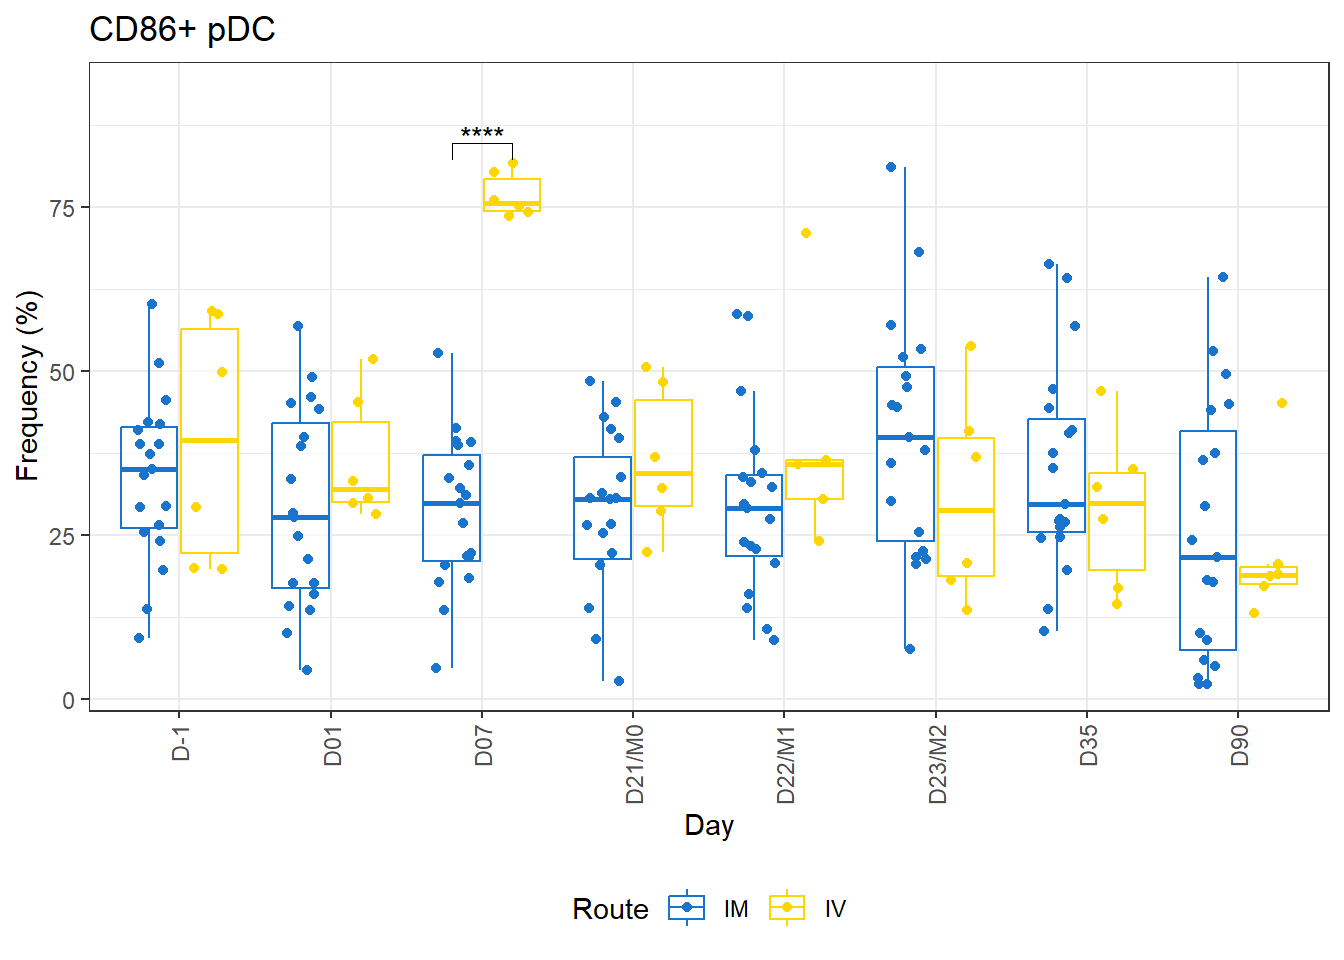 CD86+ pDC
****
Frequency (%)
75
50
25
0
D-1
D01
D07
D21/M0
D22/M1
D23/M2
D35
D90
Day
Route IM IV